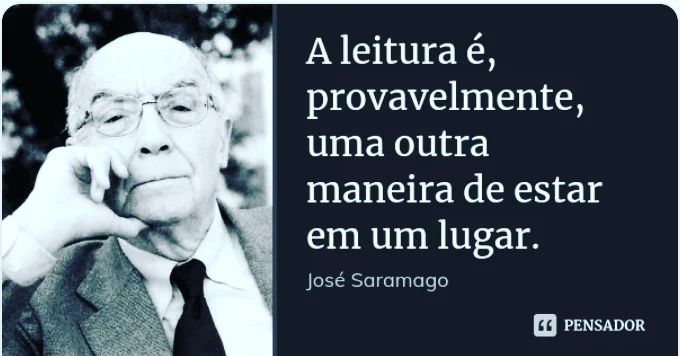 A leitura é,
provavelmente,
uma outra
maneira de estar
em um lugar.
José Saramago
PENSADOR